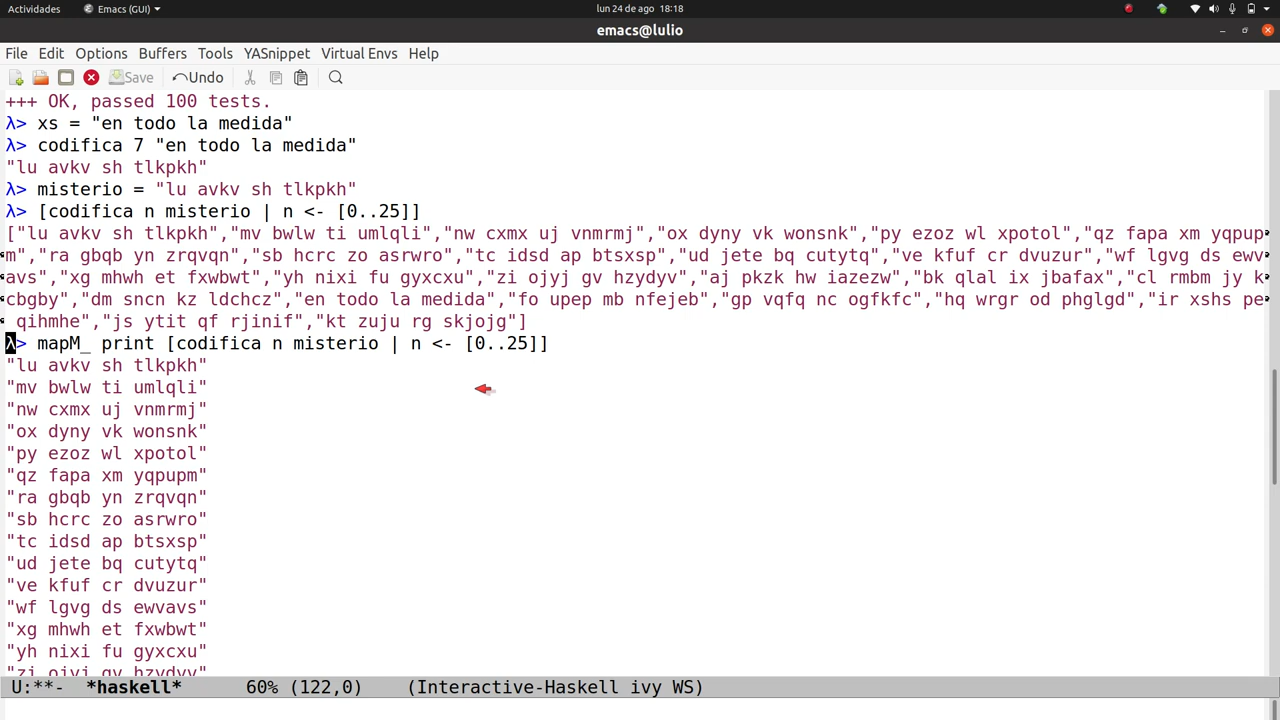 Actividades Emacs (GUI) lun 24 de ago 18:18
emacs@lulio
File Edit Options Buffers Tools YASnippet Virtual Envs Help
Save Undo
+++ OK, passed 100 tests.
λ> xs = "en todo la medida"
λ> codifica 7 "en todo la medida"
"lu avkv sh tlkpkh"
λ> misterio = "lu avkv sh tlkpkh"
λ> [codifica n misterio | n <- [0..25]]
["lu avkv sh tlkpkh","mv bwlw ti umlqli","nw cxmx uj vnmrmj","ox dyny vk wonsnk","py ezoz wl xpotol","qz fapa xm yqpup
m","ra gbqb yn zrqvqn","sb hcrc zo asrwro","tc idsd ap btsxsp","ud jete bq cutytq","ve kfuf cr dvuzur","wf lgvg ds ewv
avs","xg mhwh et fxwbwt","yh nixi fu gyxcxu","zi ojyj gv hzydyv","aj pkzk hw iazezw","bk qlal ix jbafax","cl rmbm jy k
cbgby","dm sncn kz ldchcz","en todo la medida","fo upep mb nfejeb","gp vqfq nc ogfkfc","hq wrgr od phglgd","ir xshs pe
qihmhe","js ytit qf rjinif","kt zuju rg skjojg"]
λ> mapM_ print [codifica n misterio | n <- [0..25]]
"lu avkv sh tlkpkh"
"mv bwlw ti umlqli"
"nw cxmx uj vnmrmj"
"ox dyny vk wonsnk"
"py ezoz wl xpotol"
"qz fapa xm yqpupm"
"ra gbqb yn zrqvqn"
"sb hcrc zo asrwro"
"tc idsd ap btsxsp"
"ud jete bq cutytq"
"ve kfuf cr dvuzur"
"wf lgvg ds ewvavs"
"xg mhwh et fxwbwt"
"yh nixi fu gyxcxu"
"zi ojyj gv hzydyv"
U:**- *haskell* 60% (122,0) (Interactive-Haskell ivy WS)